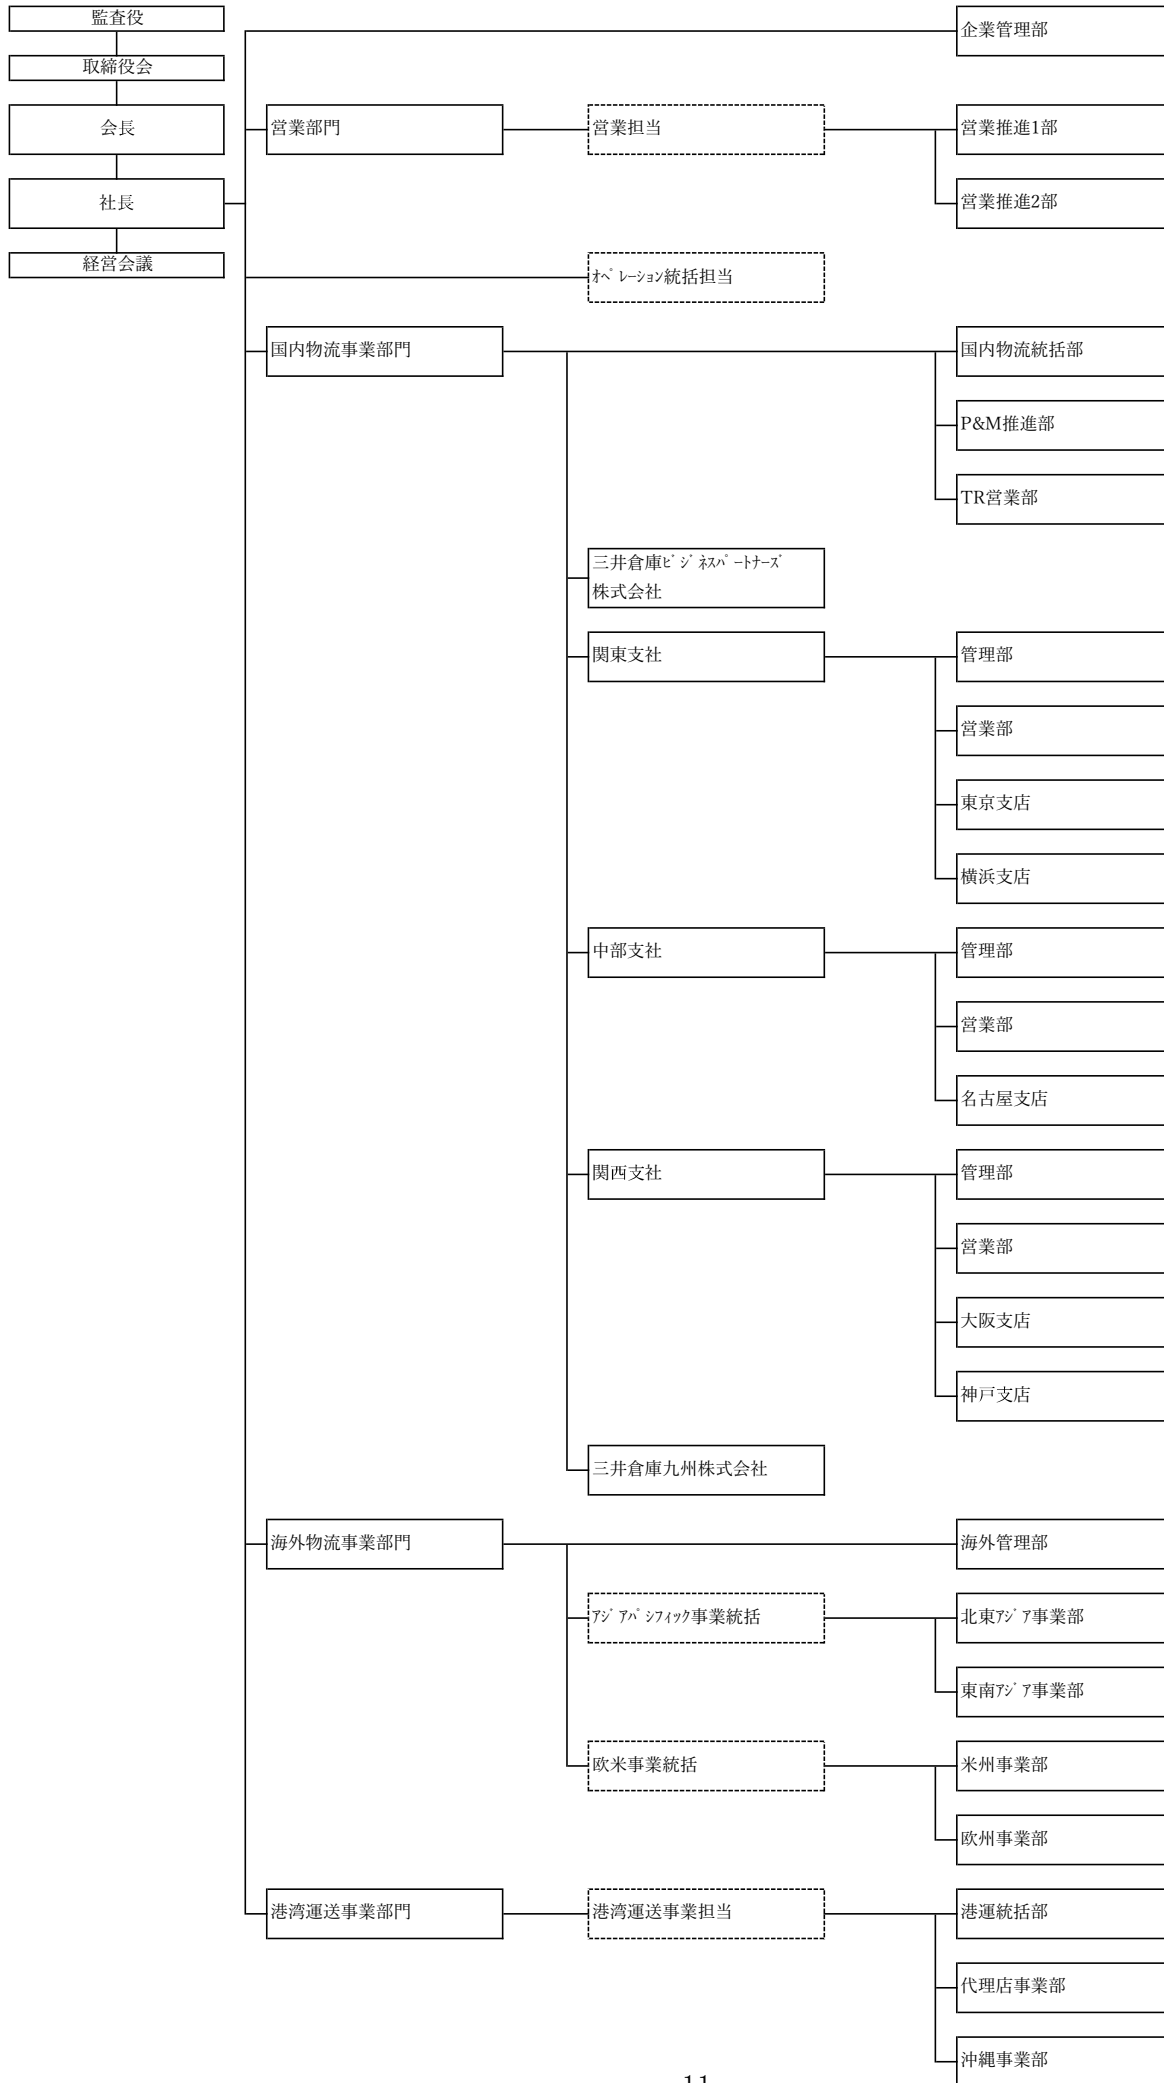 監査役
取締役会
会長
社長
経営会議
企業管理部
営業部門
営業担当
営業推進1部
営業推進2部
ｵﾍﾟﾚｰｼｮﾝ統括担当
国内物流事業部門
国内物流統括部
P&M推進部
TR営業部
三井倉庫ﾋﾞｼﾞﾈｽﾊﾟｰﾄﾅｰｽﾞ
株式会社
関東支社
管理部
営業部
東京支店
横浜支店
中部支社
管理部
営業部
名古屋支店
関西支社
管理部
営業部
大阪支店
神戸支店
三井倉庫九州株式会社
海外物流事業部門
海外管理部
ｱｼﾞｱﾊﾟｼﾌｨｯｸ事業統括
北東ｱｼﾞｱ事業部
東南ｱｼﾞｱ事業部
欧米事業統括
米州事業部
欧州事業部
港湾運送事業部門
港湾運送事業担当
港運統括部
代理店事業部
沖縄事業部
11